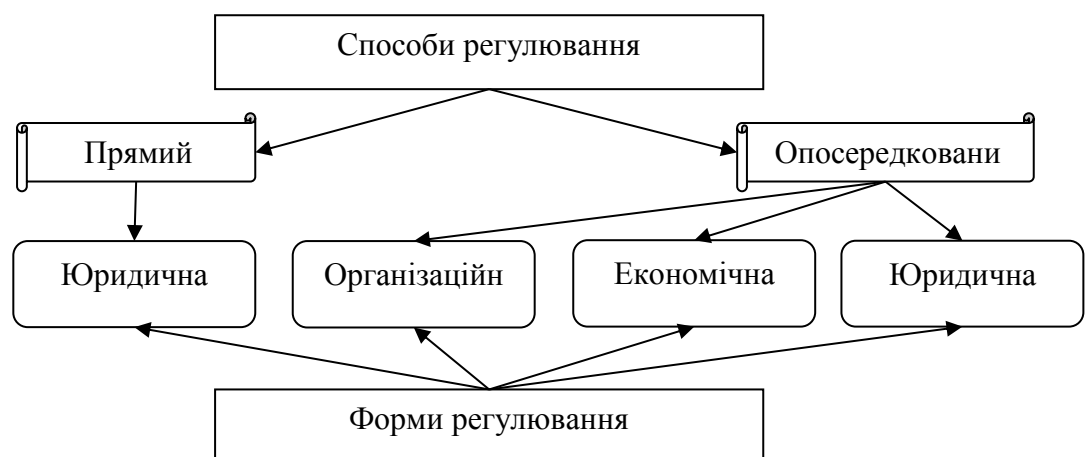 Способи регулювання
Прямий
Опосередковани
Юридична
Організаційн
Економічна
Юридична
Форми регулювання